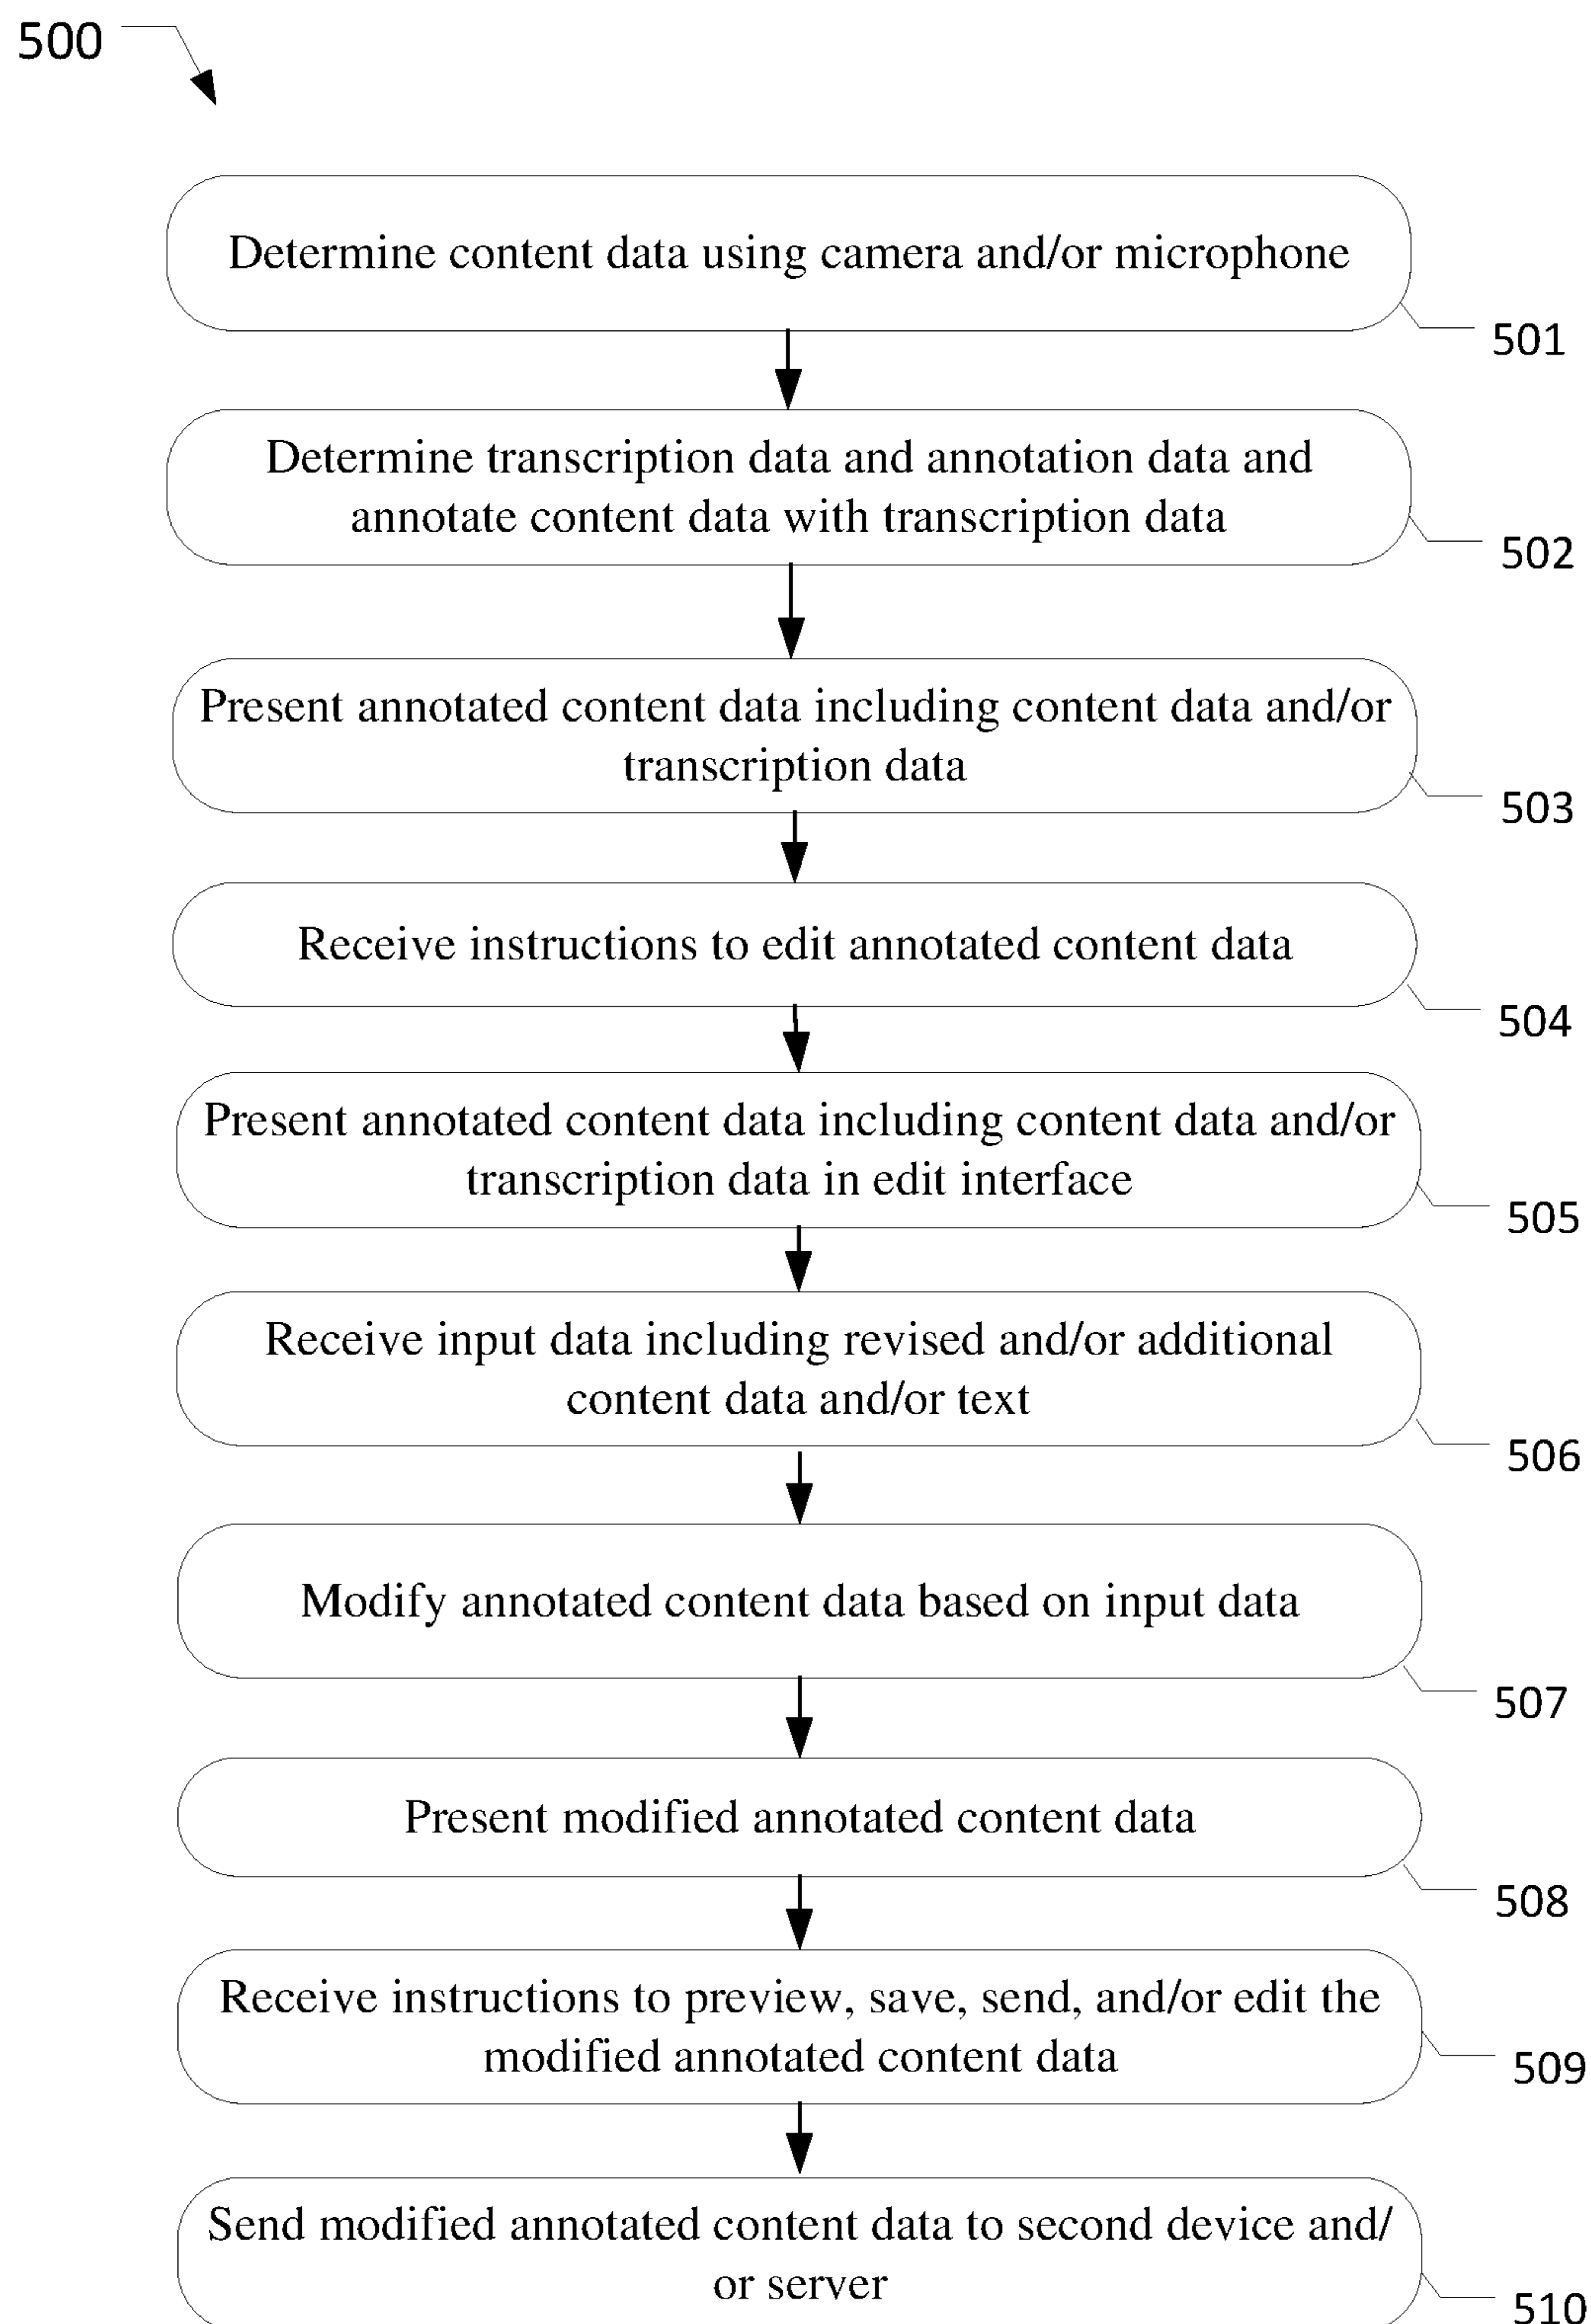 500
Determine content data using camera and/or microphone
501
Determine transcription data and annotation data and
annotate content data with transcription data
502
Present annotated content data including content data and/or
transcription data
503
Receive instructions to edit annotated content data
504
Present annotated content data including content data and/or
transcription data in edit interface
505
Receive input data including revised and/or additional
content data and/or text
506
Modify annotated content data based on input data
507
Present modified annotated content data
508
Receive instructions to preview, save, send, and/or edit the
modified annotated content data
509
Send modified annotated content data to second device and/
or server
510